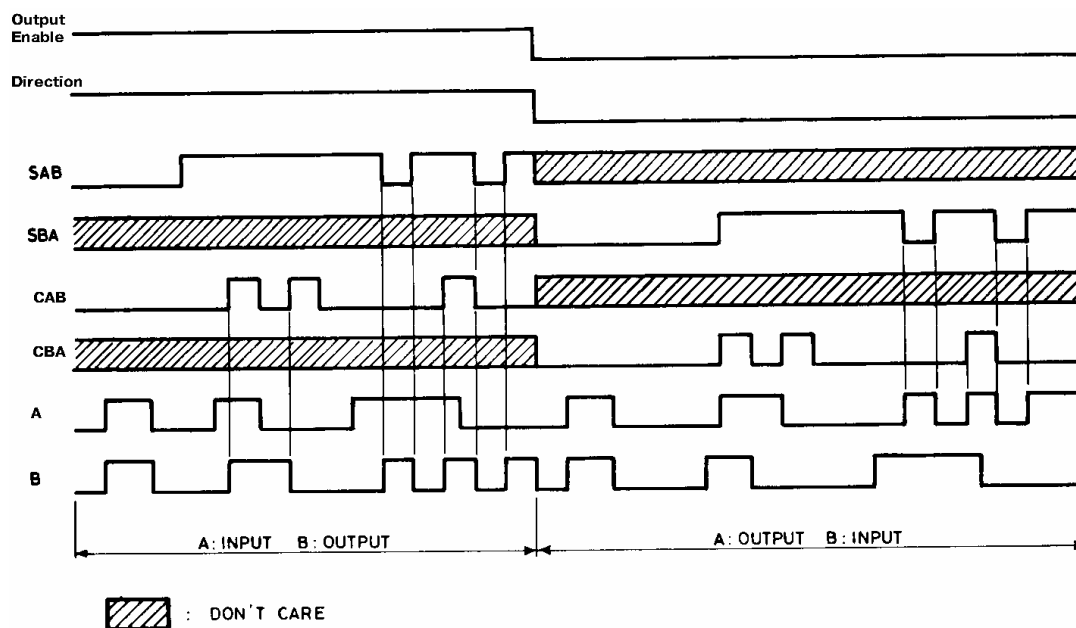 Output
Enable
Direction
SAB
SBA
CAB
CBA
A
B
A: INPUT B: OUTPUT
A: OUTPUT B: INPUT
: DON'T CARE